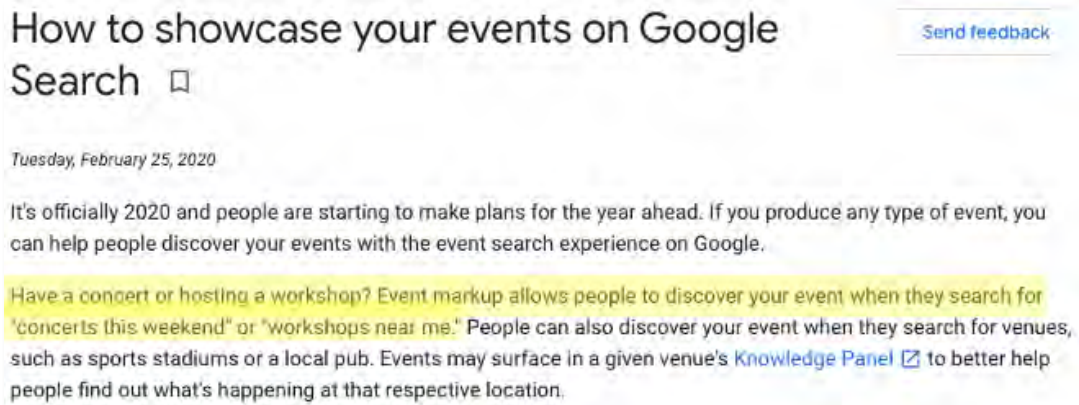 How to showcase your events on Google
Send feedback
Search
Tuesday, February 25, 2020
It's officially 2020 and people are starting to make plans for the year ahead. If you produce any type of event, you
can help people discover your events with the event search experience on Google.
Have a concert or hosting a workshop? Event markup allows people to discover your event when they search for
"concerts this weekend" or "workshops near me." People can also discover your event when they search for venues,
such as sports stadiums or a local pub. Events may surface in a given venue's Knowledge Panel to better help
people find out what's happening at that respective location.